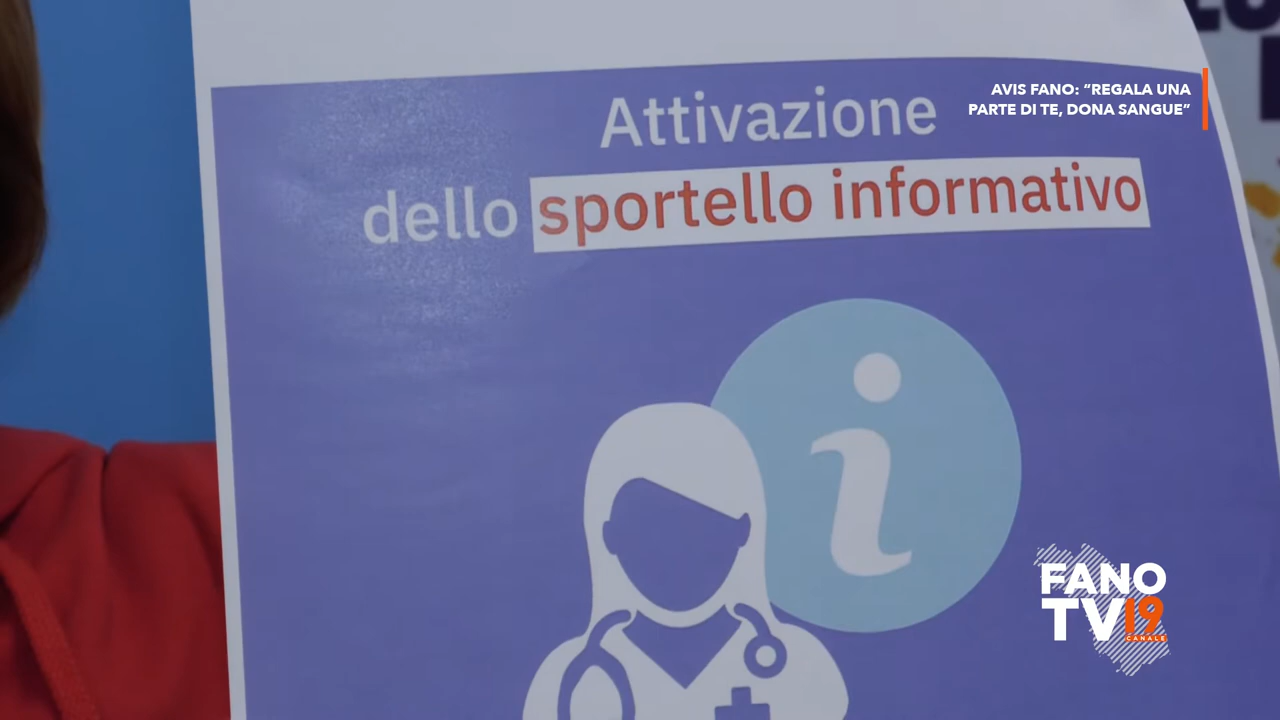 Attivazione
dello sportello informativo
i
AVIS FANO: “REGALA UNA
PARTE DI TE, DONA SANGUE”
FANO
TV19
CANALE